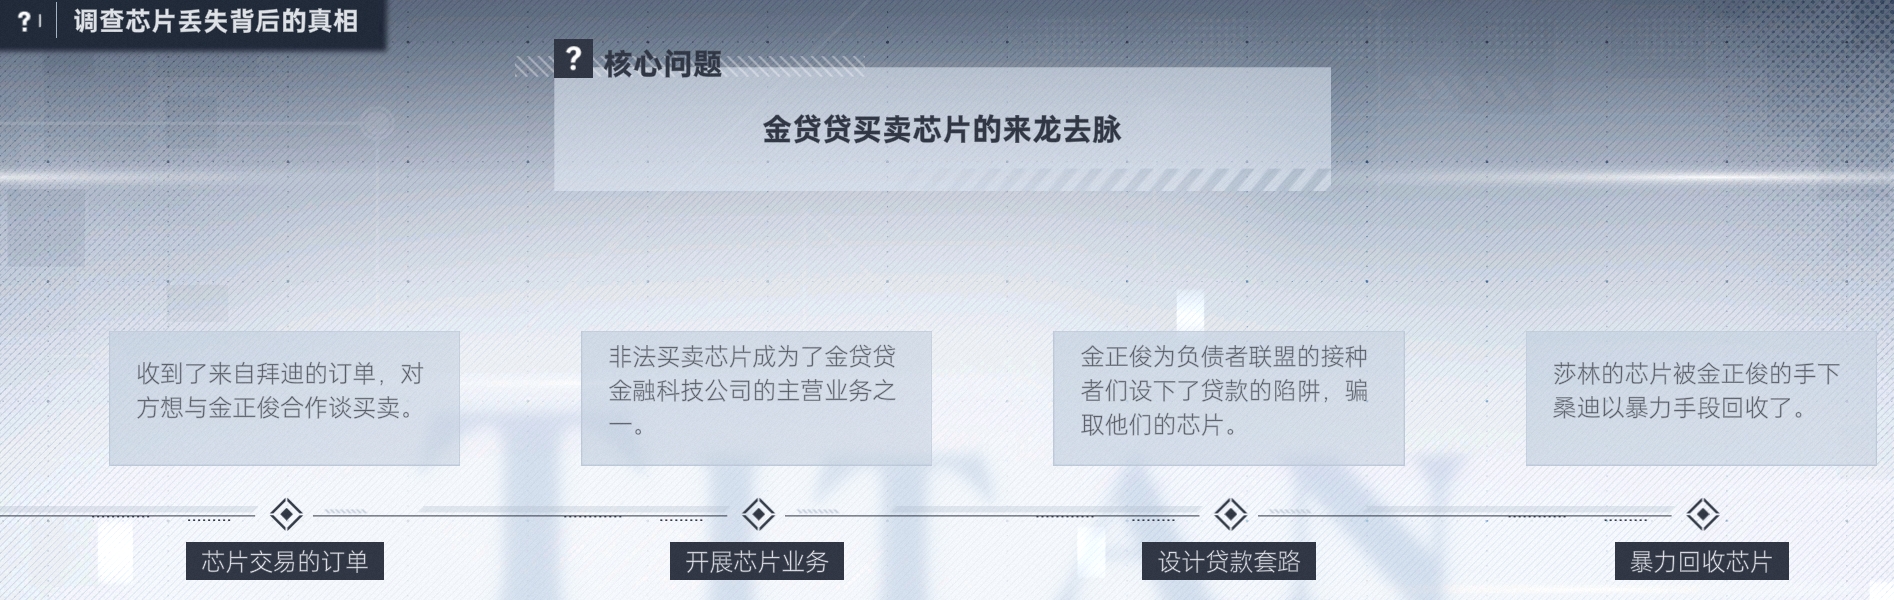 ?
调查芯片丢失背后的真相
?
核心问题
金贷贷买卖芯片的来龙去脉
收到了来自拜迪的订单，对
方想与金正俊合作谈买卖。
非法买卖芯片成为了金贷贷
金融科技公司的主营业务之
一。
金正俊为负债者联盟的接种
者们设下了贷款的陷阱，骗
取他们的芯片。
莎林的芯片被金正俊的手下
桑迪以暴力手段回收了。
TITAN
芯片交易的订单
开展芯片业务
设计贷款套路
暴力回收芯片